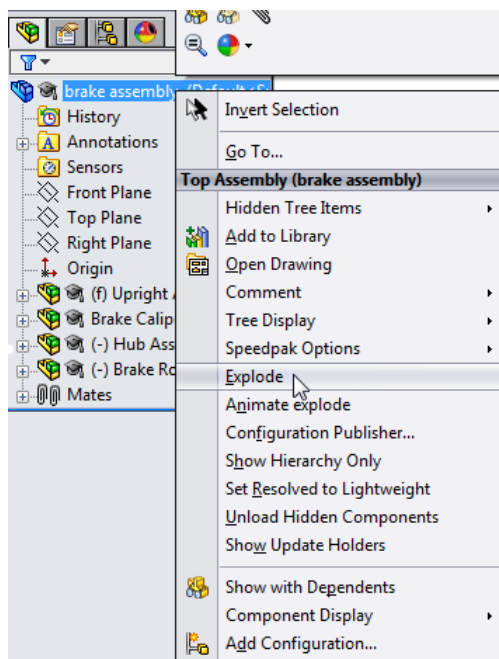 brake assembly (Default<S
History
Annotations
Sensors
Front Plane
Top Plane
Right Plane
Origin
(f) Upright
Brake Calip
(-) Hub Ass
(-) Brake Ro
Mates
Invert Selection
Go To...
Top Assembly (brake assembly)
Hidden Tree Items
Add to Library
Open Drawing
Comment
Tree Display
Speedpak Options
Explode
Animate explode
Configuration Publisher...
Show Hierarchy Only
Set Resolved to Lightweight
Unload Hidden Components
Show Update Holders
Show with Dependents
Component Display
Add Configuration...